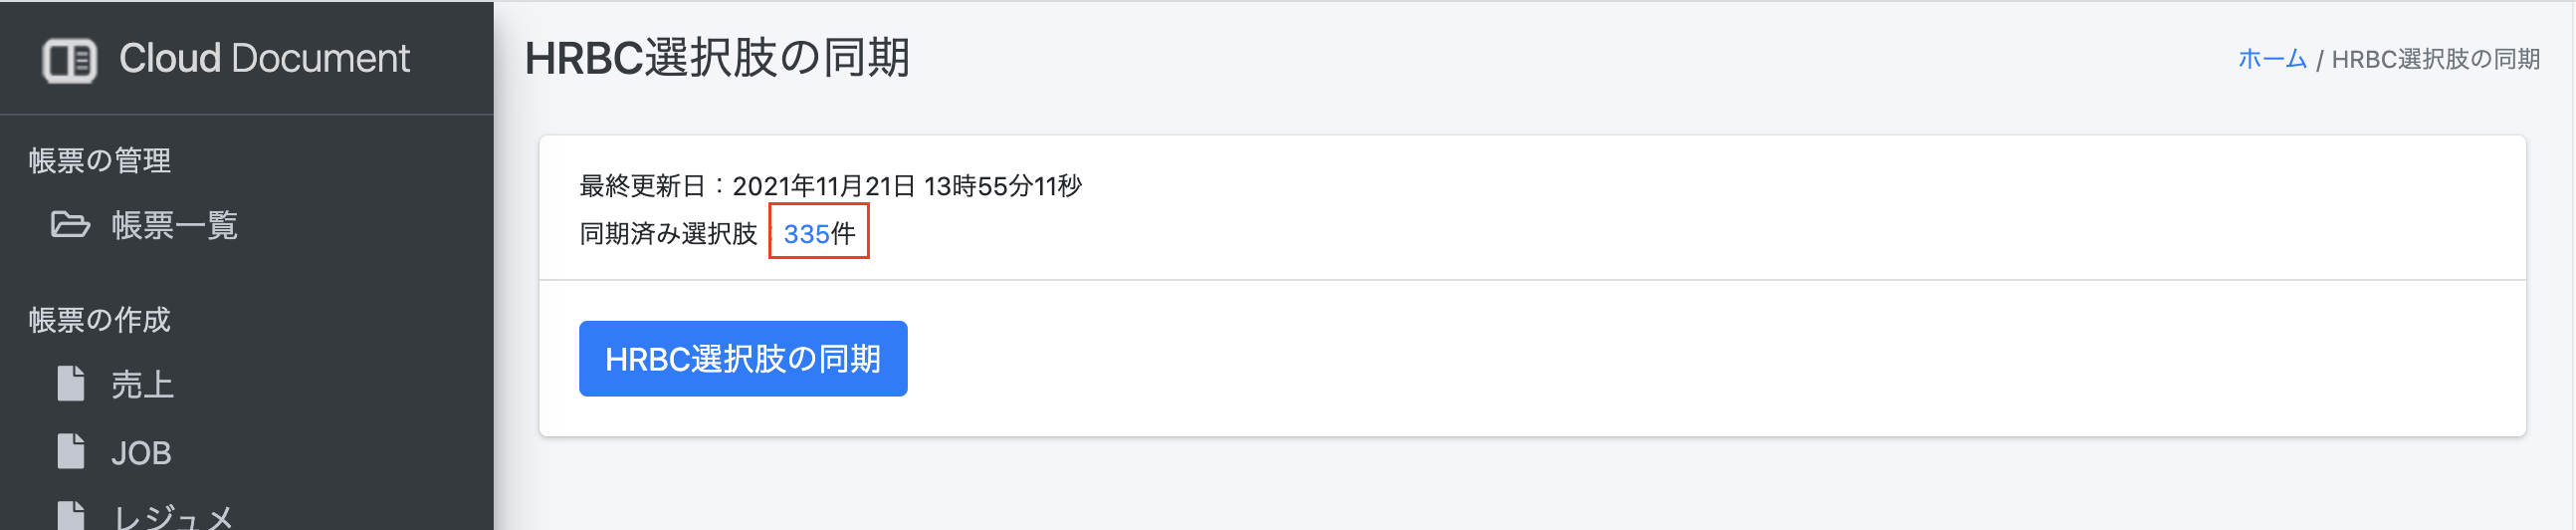 Cloud Document
帳票の管理
帳票一覧
帳票の作成
売上
JOB
レジュメ
HRBC選択肢の同期
ホーム / HRBC選択肢の同期
最終更新日：2021年11月21日 13時55分11秒
同期済み選択肢：335件
HRBC選択肢の同期